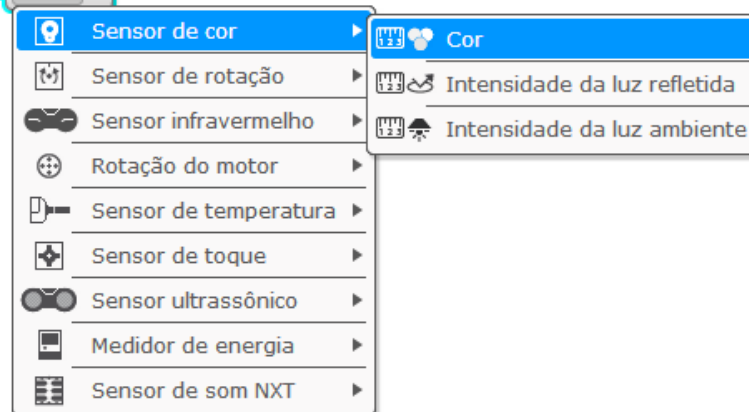 Sensor de cor
Sensor de rotação
Sensor infravermelho
Rotação do motor
Sensor de temperatura
Sensor de toque
Sensor ultrassônico
Medidor de energia
Sensor de som NXT
Cor
Intensidade da luz refletida
Intensidade da luz ambiente